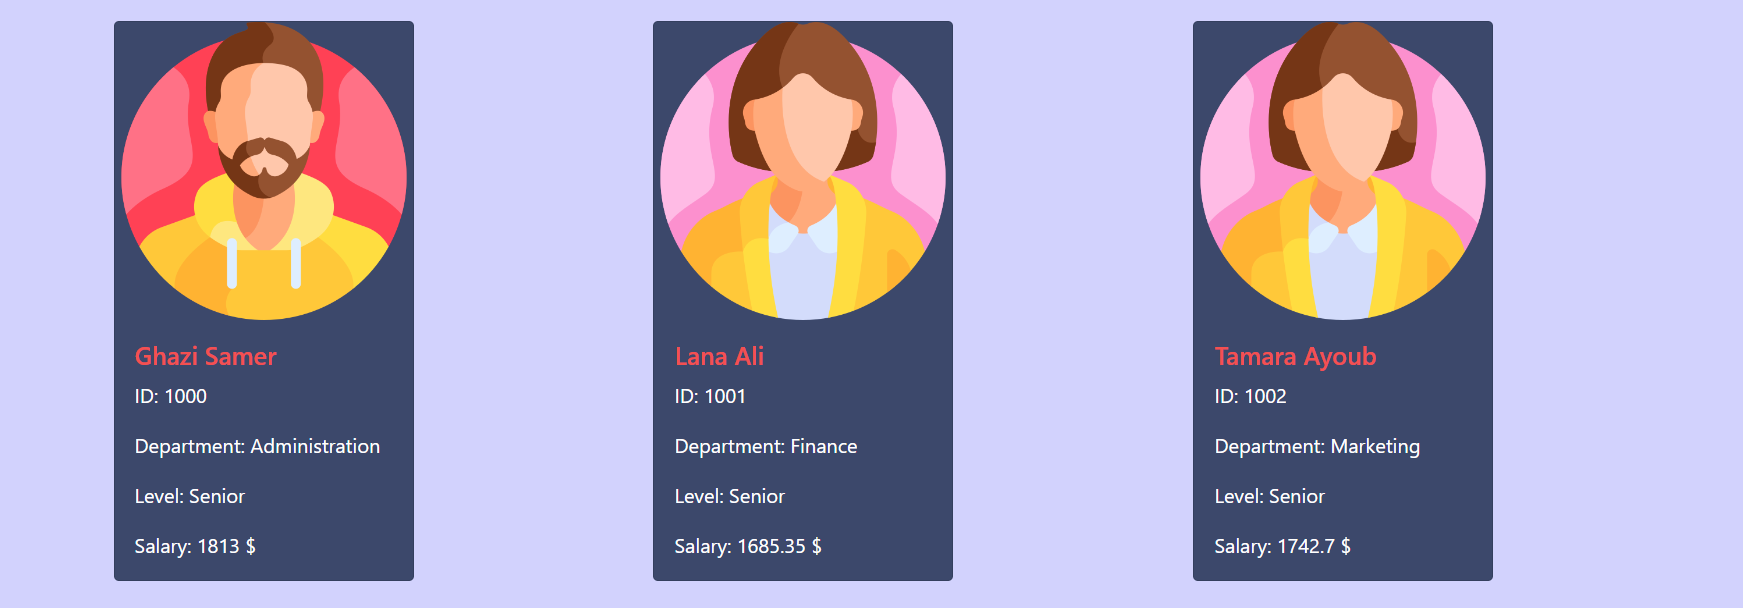 Ghazi Samer
ID: 1000
Department: Administration
Level: Senior
Salary: 1813 $
Lana Ali
ID: 1001
Department: Finance
Level: Senior
Salary: 1685.35 $
Tamara Ayoub
ID: 1002
Department: Marketing
Level: Senior
Salary: 1742.7 $